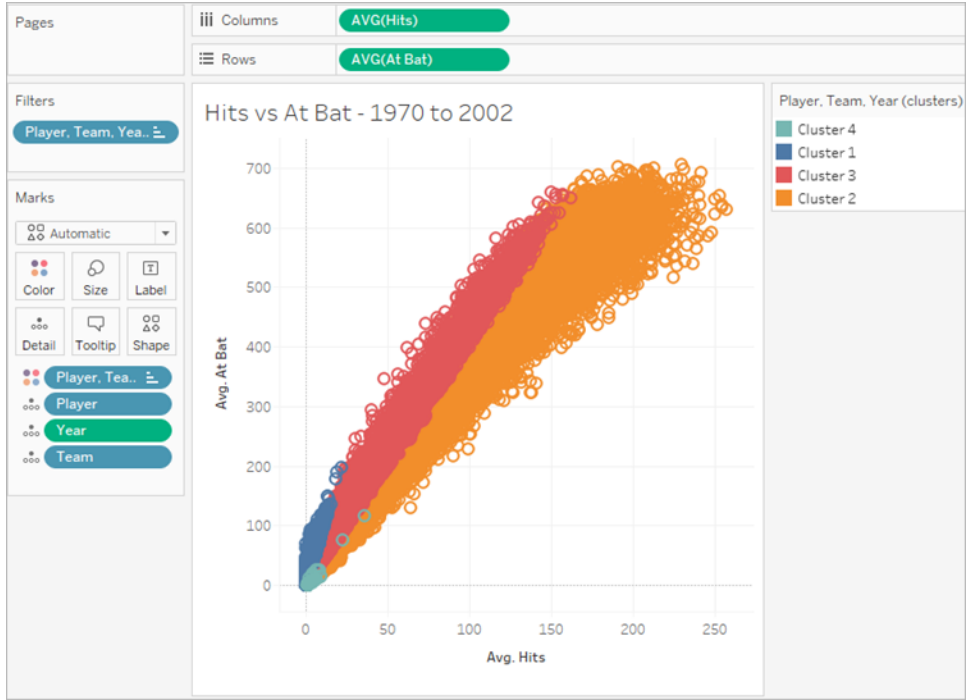 Pages
Columns
AVG(Hits)
Rows
AVG(At Bat)
Filters
Player, Team, Yea..
Marks
Automatic
Color
Size
Label
Detail
Tooltip
Shape
Player, Tea..
Player
Year
Team
Hits vs At Bat - 1970 to 2002
700
600
500
400
300
200
100
0
Avg. At Bat
0
50
100
150
200
250
Avg. Hits
Player, Team, Year (clusters)
Cluster 4
Cluster 1
Cluster 3
Cluster 2